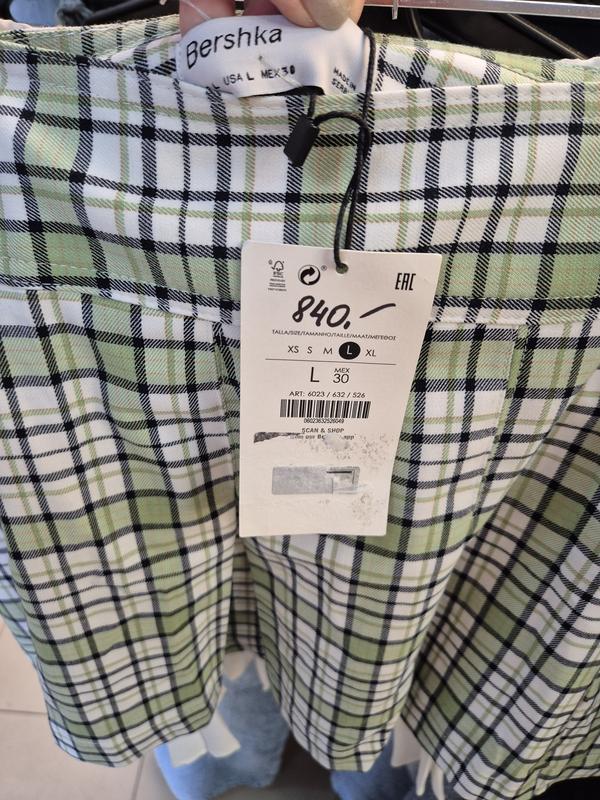 Bershka
USA L MEX 30
MADE IN
EAC
840,-
TALLA/SIZE/TAMANHO/TAILLE/MAAT/ΜΕΓΕΘΟΣ
XS S M L XL
L MEX 30
ART: 6023 / 632 / 526
06023632526049
SCAN & SHOP